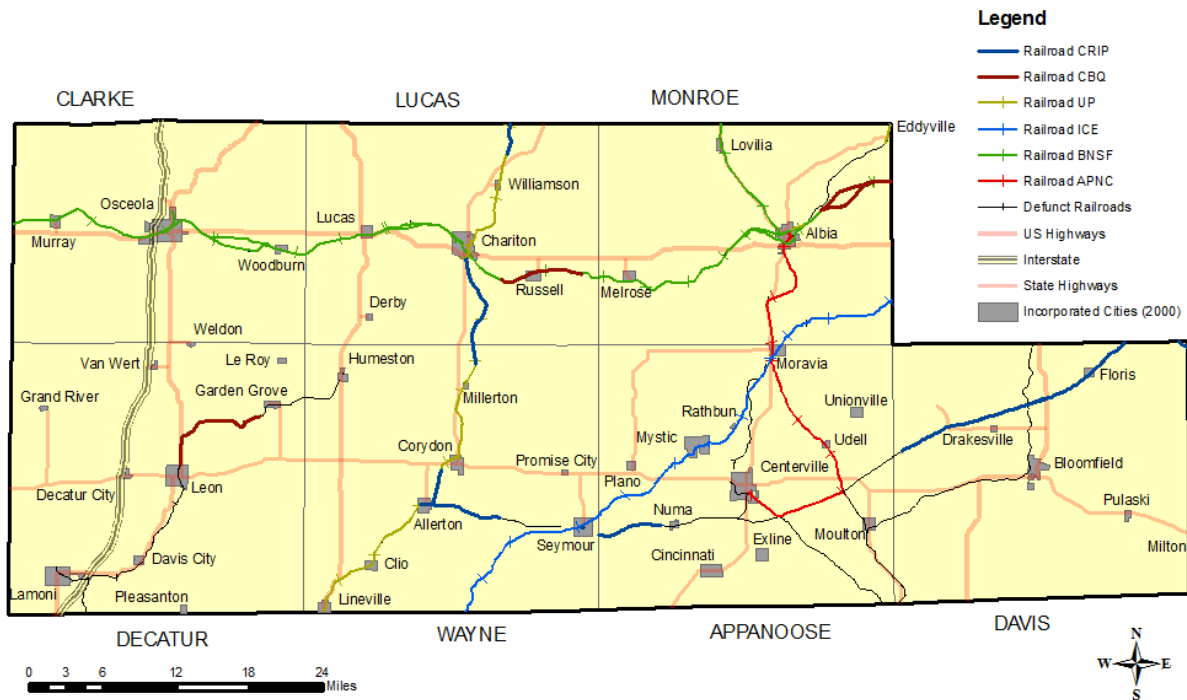 Legend
Railroad CRIP
Railroad CBQ
Railroad UP
Railroad ICE
Railroad BNSF
Railroad APNC
Defunct Railroads
US Highways
Interstate
State Highways
Incorporated Cities (2000)
CLARKE
LUCAS
MONROE
Eddyville
Lovilia
Williamson
Osceola
Lucas
Murray
Chariton
Albia
Woodburn
Russell
Melrose
Derby
Weldon
Van Wert
Le Roy
Humeston
Moravia
Floris
Grand River
Garden Grove
Millerton
Rathbun
Unionville
Mystic
Udell
Drakesville
Corydon
Promise City
Centerville
Bloomfield
Decatur City
Leon
Plano
Allerton
Numa
Pulaski
Seymour
Moulton
Exline
Milton
Davis City
Clio
Cincinnati
Lamoni
Pleasanton
Lineville
DECATUR
WAYNE
APPANOOSE
DAVIS
N
W E
S
0 3 6 12 18 24
Miles